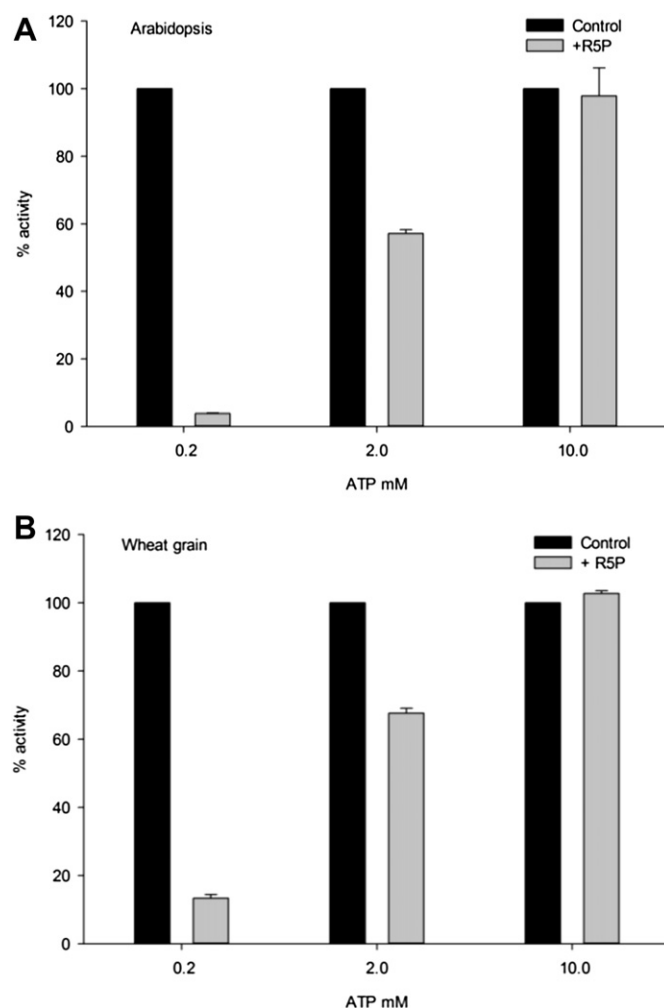 A
Arabidopsis
Control
+R5P
120
100
80
60
40
20
0
% activity
0.2 2.0 10.0
ATP mM
B
Wheat grain
Control
+ R5P
120
100
80
60
40
20
0
% activity
0.2 2.0 10.0
ATP mM